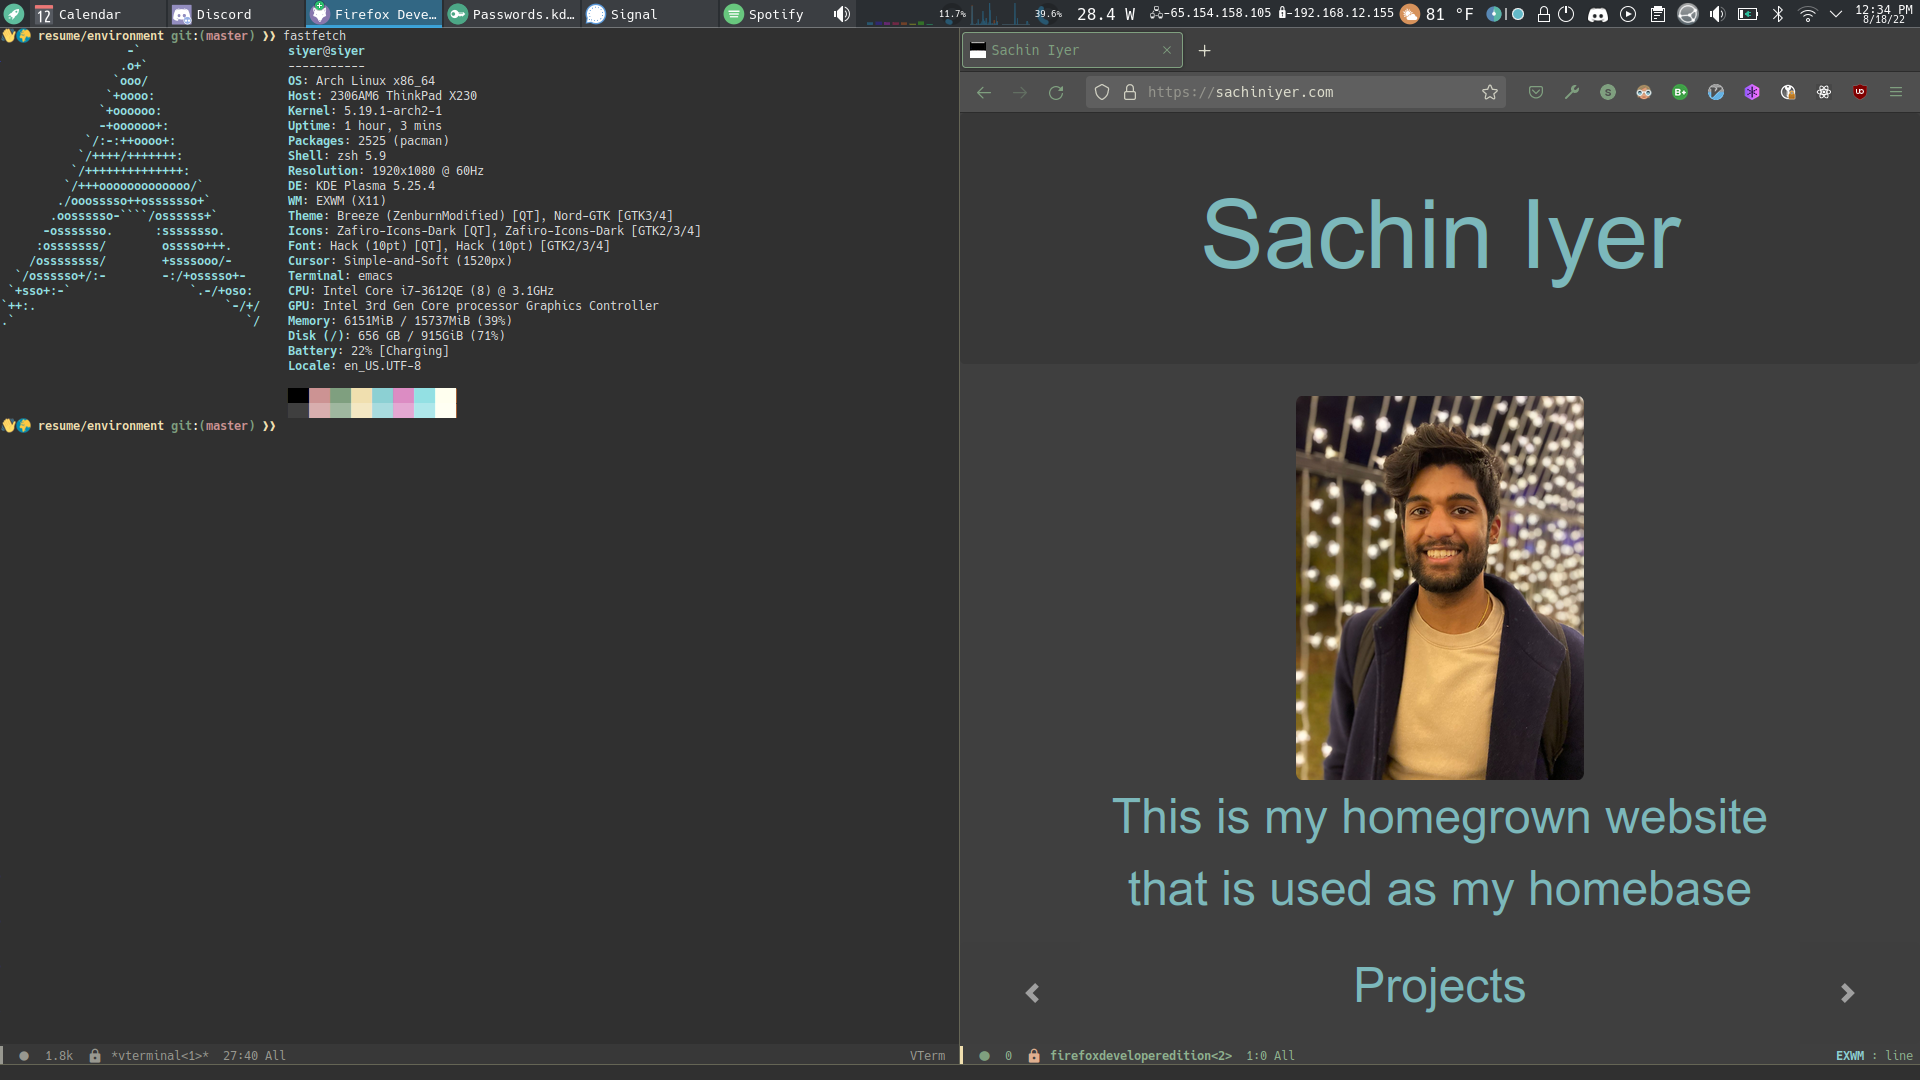 12 Calendar Discord Firefox Deve… Passwords.kd… Signal Spotify 11.7% 39.6% 28.4 W -65.154.158.105 -192.168.12.155 81 °F 12:34 PM
8/18/22
resume/environment git:(master) ❯❯ fastfetch
siyer@siyer
-----------
OS: Arch Linux x86_64
Host: 2306AM6 ThinkPad X230
Kernel: 5.19.1-arch2-1
Uptime: 1 hour, 3 mins
Packages: 2525 (pacman)
Shell: zsh 5.9
Resolution: 1920x1080 @ 60Hz
DE: KDE Plasma 5.25.4
WM: EXWM (X11)
Theme: Breeze (ZenburnModified) [QT], Nord-GTK [GTK3/4]
Icons: Zafiro-Icons-Dark [QT], Zafiro-Icons-Dark [GTK2/3/4]
Font: Hack (10pt) [QT], Hack (10pt) [GTK2/3/4]
Cursor: Simple-and-Soft (1520px)
Terminal: emacs
CPU: Intel Core i7-3612QE (8) @ 3.1GHz
GPU: Intel 3rd Gen Core processor Graphics Controller
Memory: 6151MiB / 15737MiB (39%)
Disk (/): 656 GB / 915GiB (71%)
Battery: 22% [Charging]
Locale: en_US.UTF-8
resume/environment git:(master) ❯❯
1.8k *vterminal<1>* 27:40 All VTerm
Sachin Iyer
https://sachiniyer.com
Sachin Iyer
This is my homegrown website
that is used as my homebase
Projects
0 firefoxdeveloperedition<2> 1:0 All EXWM : line